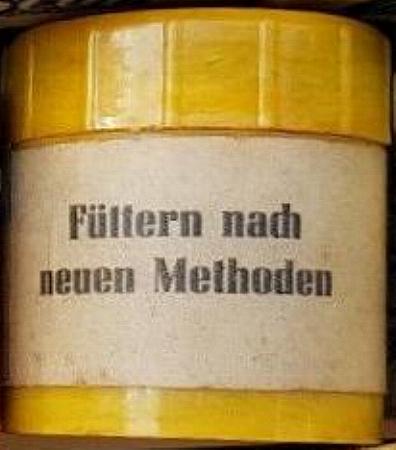 Füttern nach
neuen Methoden